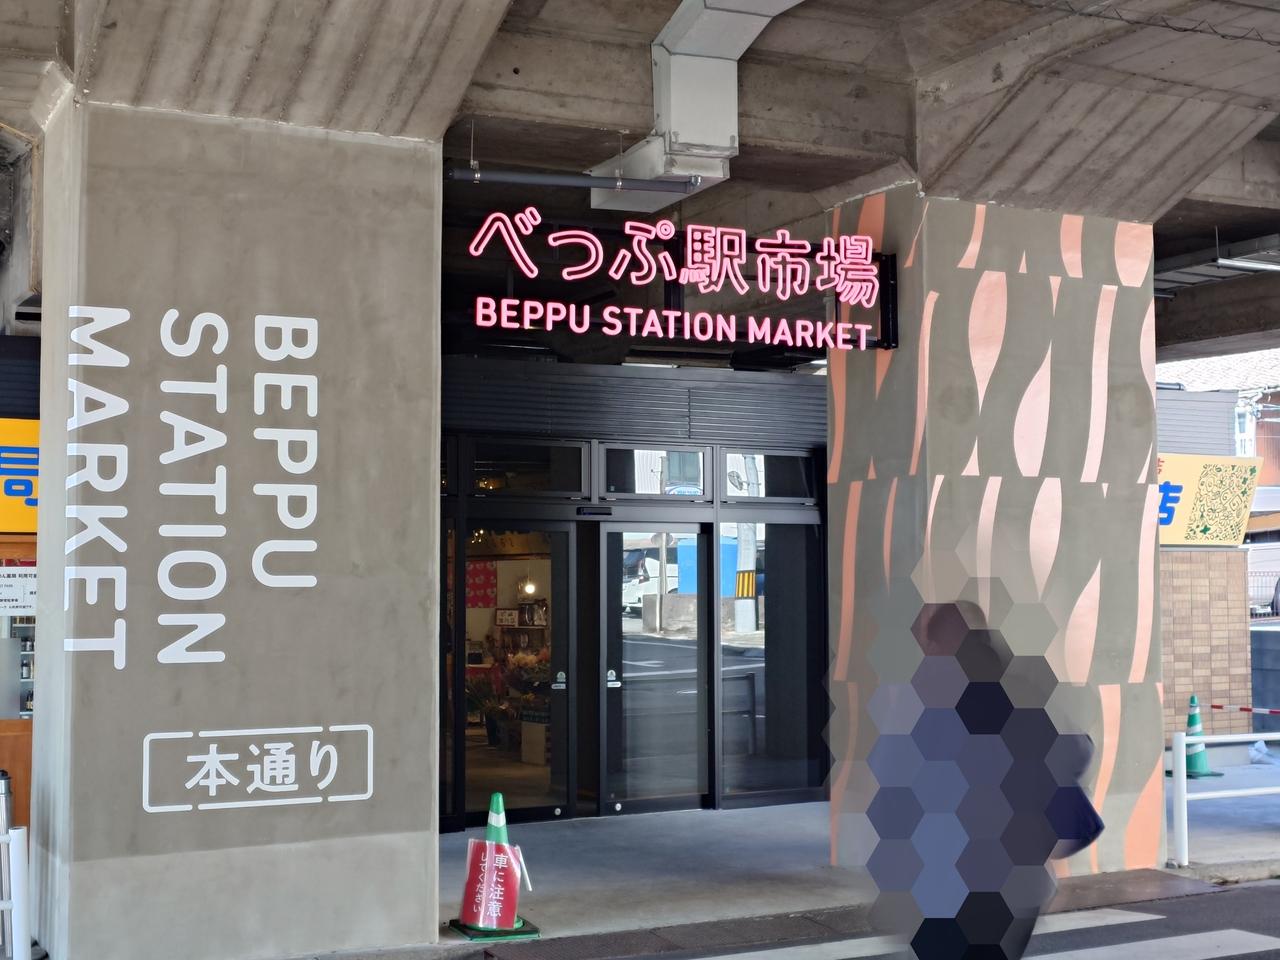 べっぷ駅市場
BEPPU STATION MARKET
BEPPU
STATION
MARKET
本通り
車に注意
してください
店